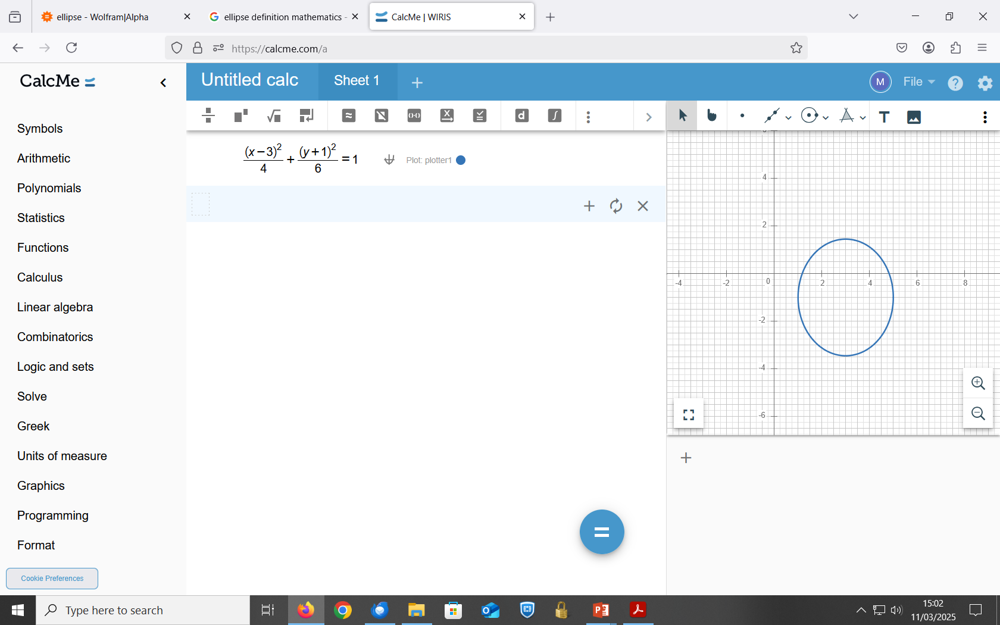 ellipse - Wolfram|Alpha
ellipse definition mathematics -
CalcMe | WIRIS
https://calcme.com/a
CalcMe
Untitled calc
Sheet 1
M
File
Symbols
Arithmetic
Polynomials
Statistics
Functions
Calculus
Linear algebra
Combinatorics
Logic and sets
Solve
Greek
Units of measure
Graphics
Programming
Format
Cookie Preferences
d
T
(x−3)² / 4 + (y+1)² / 6 = 1
Plot: plotter1
4
2
-4 -2 0 2 4 6 8
-2
-4
-6
Type here to search
15:02
11/03/2025